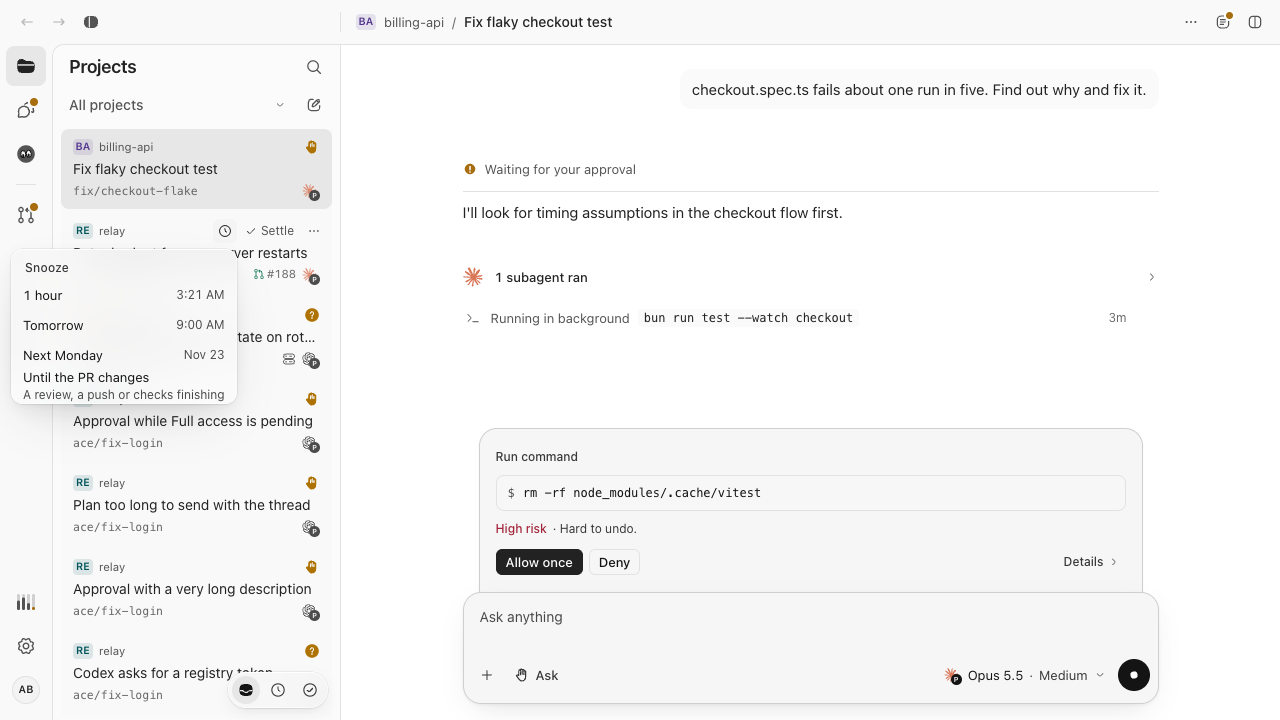 BA billing-api / Fix flaky checkout test
Projects
All projects
BA billing-api
Fix flaky checkout test
fix/checkout-flake
RE relay
Settle
ver restarts
#188
Snooze
1 hour 3:21 AM
Tomorrow 9:00 AM
Next Monday Nov 23
Until the PR changes
A review, a push or checks finishing
tate on rot...
Approval while Full access is pending
ace/fix-login
RE relay
Plan too long to send with the thread
ace/fix-login
RE relay
Approval with a very long description
ace/fix-login
RE relay
Codex asks for a registry token
ace/fix-login
AB
checkout.spec.ts fails about one run in five. Find out why and fix it.
Waiting for your approval
I'll look for timing assumptions in the checkout flow first.
1 subagent ran
Running in background bun run test --watch checkout 3m
Run command
$ rm -rf node_modules/.cache/vitest
High risk · Hard to undo.
Allow once Deny Details
Ask anything
Ask
P Opus 5.5 · Medium